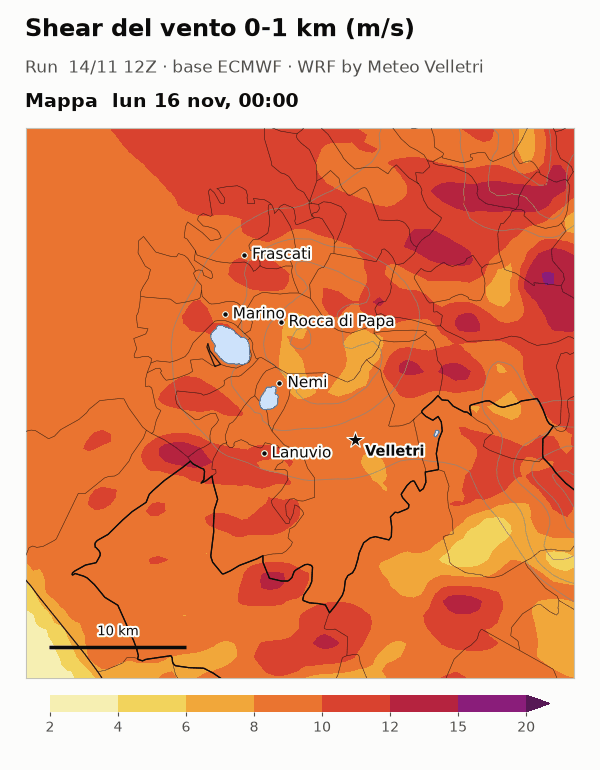 Shear del vento 0-1 km (m/s)
Run 14/11 12Z · base ECMWF · WRF by Meteo Velletri
Mappa lun 16 nov, 00:00
Frascati
Marino
Rocca di Papa
Nemi
Velletri
Lanuvio
10 km
2 4 6 8 10 12 15 20